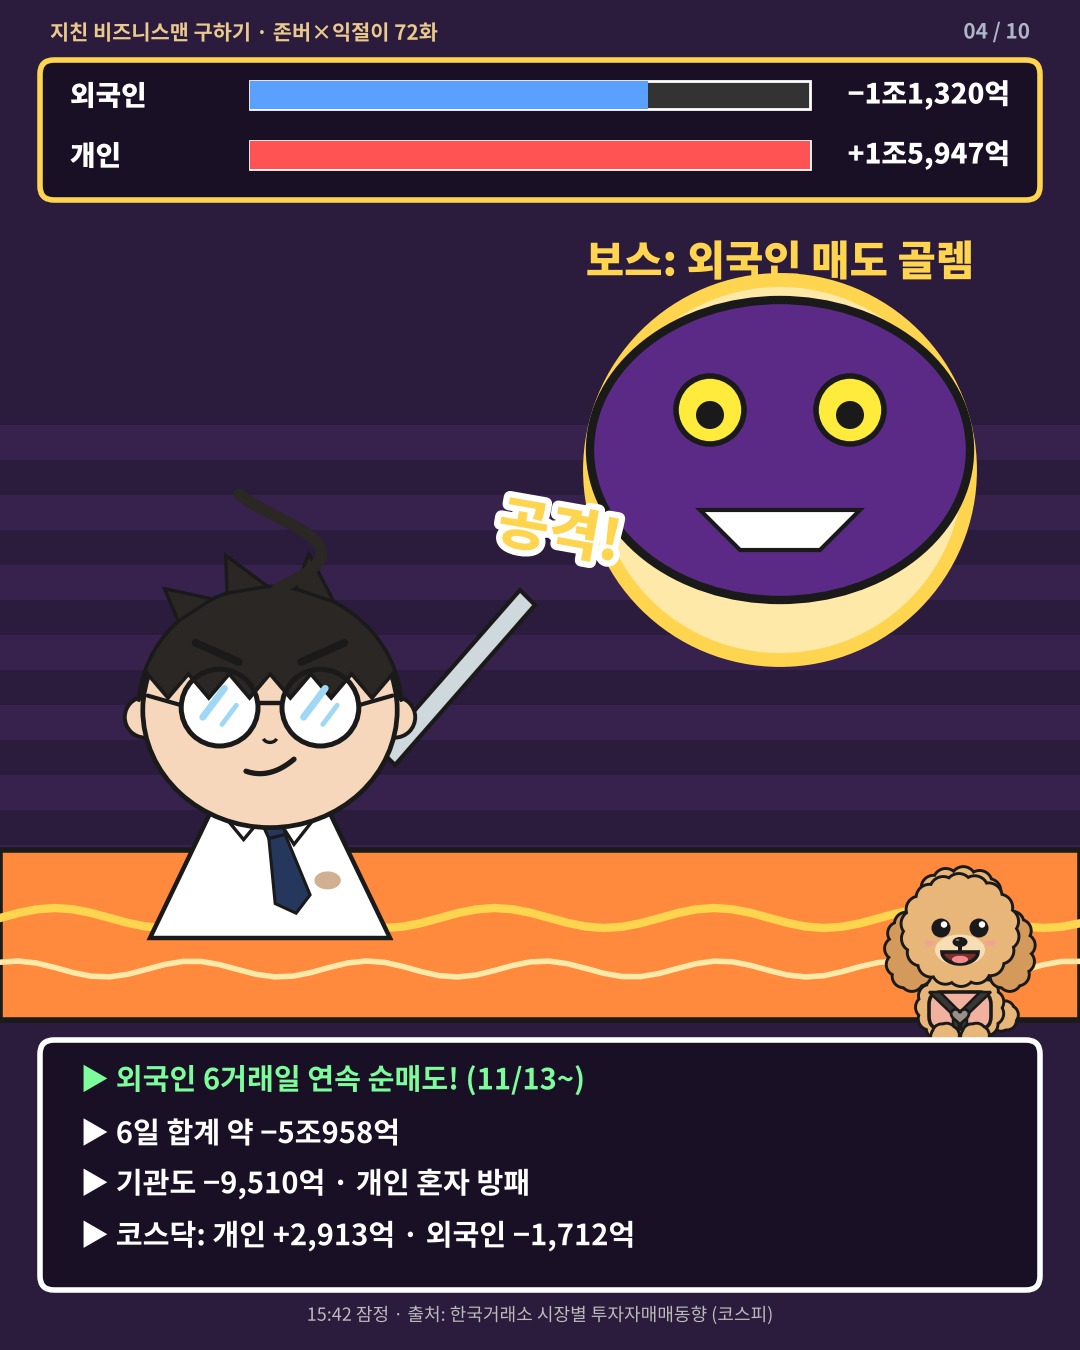 지친 비즈니스맨 구하기 · 존버×익절이 72화
04 / 10
외국인 −1조1,320억
개인 +1조5,947억
보스: 외국인 매도 골렘
공격!
▶ 외국인 6거래일 연속 순매도! (11/13~)
▶ 6일 합계 약 −5조958억
▶ 기관도 −9,510억 · 개인 혼자 방패
▶ 코스닥: 개인 +2,913억 · 외국인 −1,712억
15:42 잠정 · 출처: 한국거래소 시장별 투자자매매동향 (코스피)